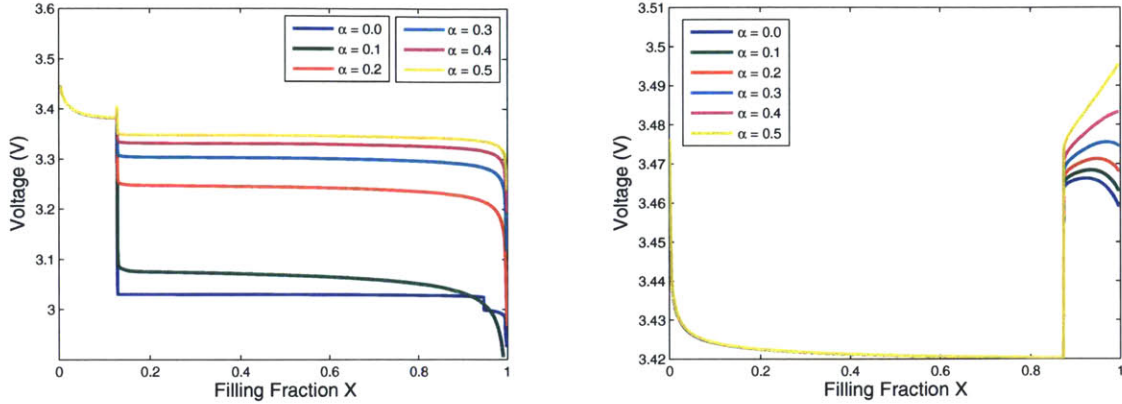 3.6
3.5
3.4
3.3
3.2
3.1
3
Voltage (V)
α = 0.0
α = 0.1
α = 0.2
α = 0.3
α = 0.4
α = 0.5
0
0.2
0.4
0.6
0.8
1
Filling Fraction X
3.51
3.5
3.49
3.48
3.47
3.46
3.45
3.44
3.43
3.42
Voltage (V)
α = 0.0
α = 0.1
α = 0.2
α = 0.3
α = 0.4
α = 0.5
0
0.2
0.4
0.6
0.8
1
Filling Fraction X